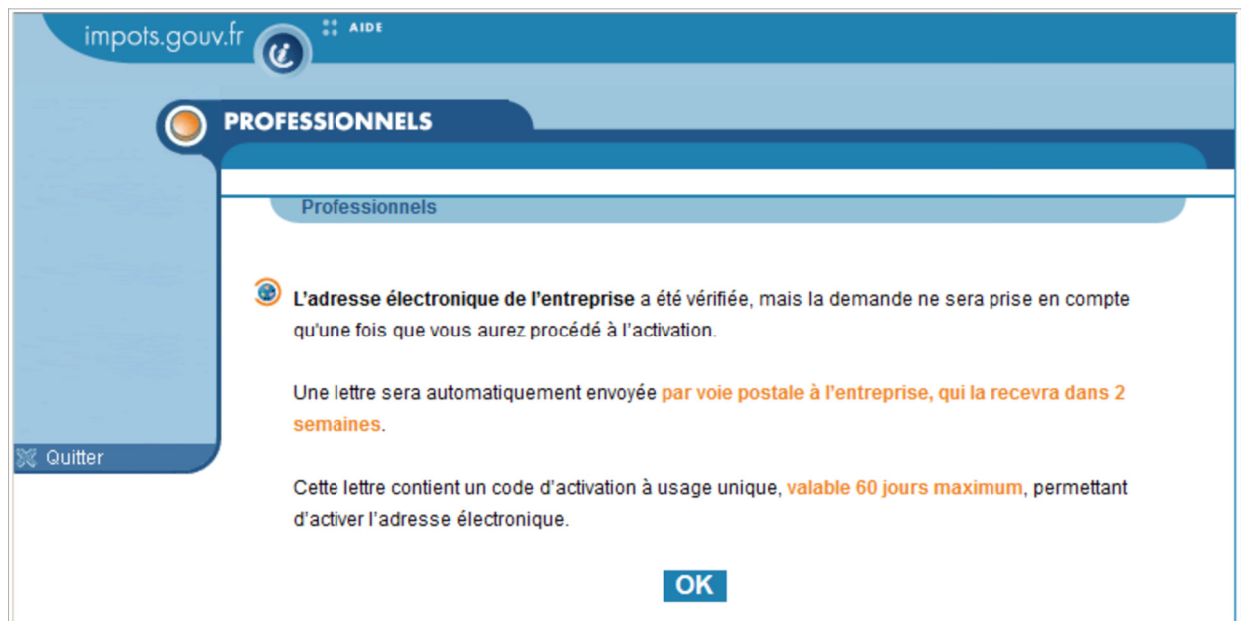 impots.gouv.fr
AIDE
PROFESSIONNELS
Professionnels
L'adresse électronique de l'entreprise a été vérifiée, mais la demande ne sera prise en compte
qu'une fois que vous aurez procédé à l'activation.
Une lettre sera automatiquement envoyée par voie postale à l'entreprise, qui la recevra dans 2
semaines.
Quitter
Cette lettre contient un code d'activation à usage unique, valable 60 jours maximum, permettant
d'activer l'adresse électronique.
OK